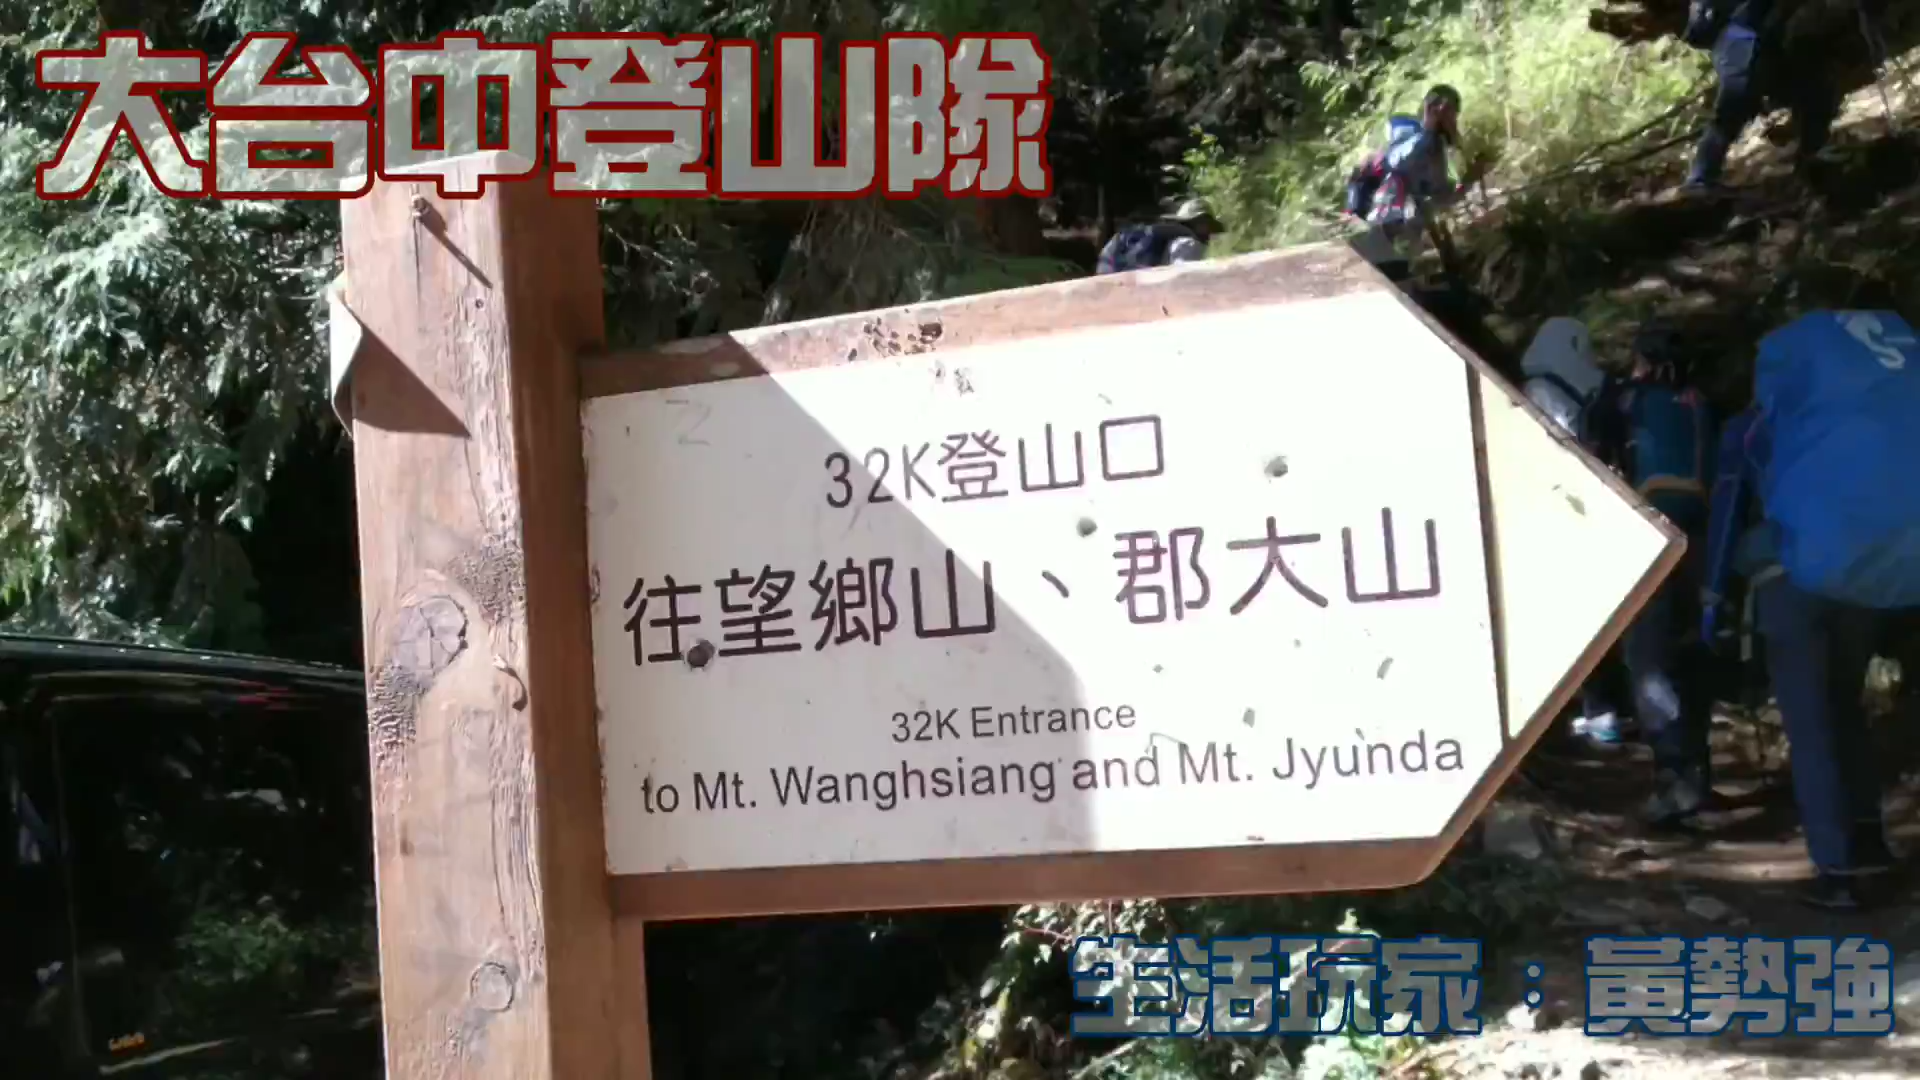 大台中登山隊
32K登山口
往望鄉山、郡大山
32K Entrance
to Mt. Wanghsiang and Mt. Jyunda
生活玩家：黃勢強